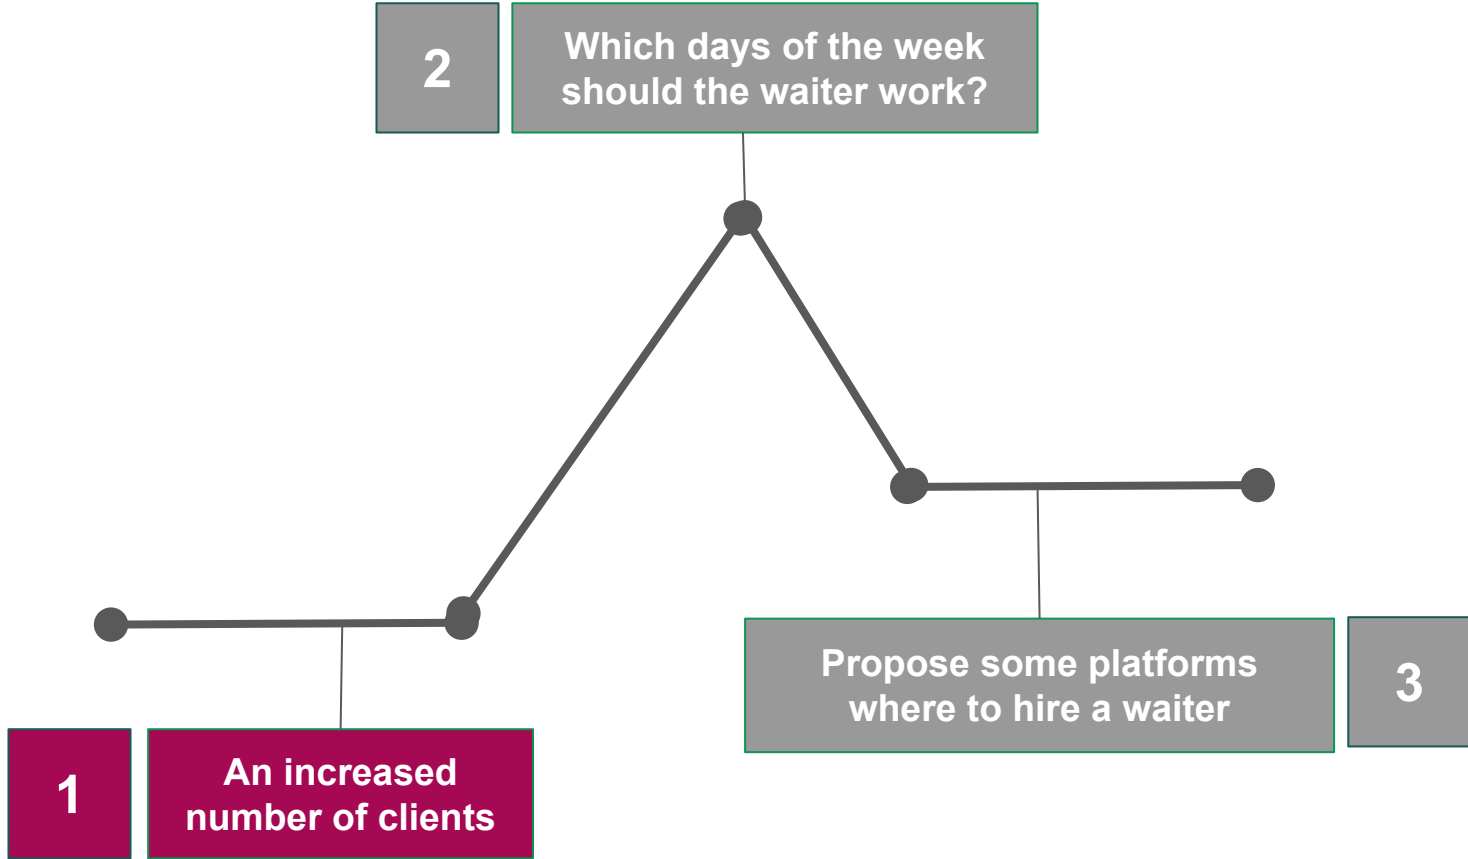 2
Which days of the week
should the waiter work?
Propose some platforms
where to hire a waiter
3
1
An increased
number of clients